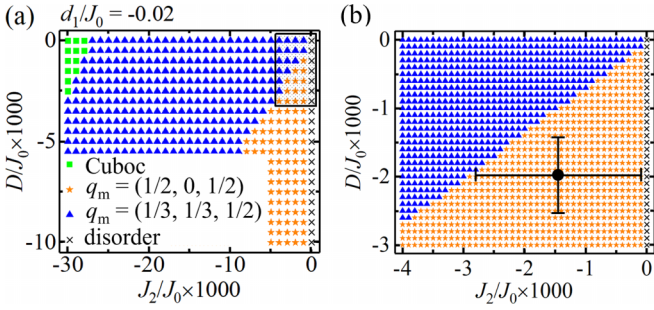 (a) d₁/J₀ = -0.02
D/J₀×1000
0
-5
-10
Cuboc
qₘ = (1/2, 0, 1/2)
qₘ = (1/3, 1/3, 1/2)
disorder
-30 -20 -10 0
J₂/J₀×1000
(b)
D/J₀×1000
0
-1
-2
-3
-4 -3 -2 -1 0
J₂/J₀×1000